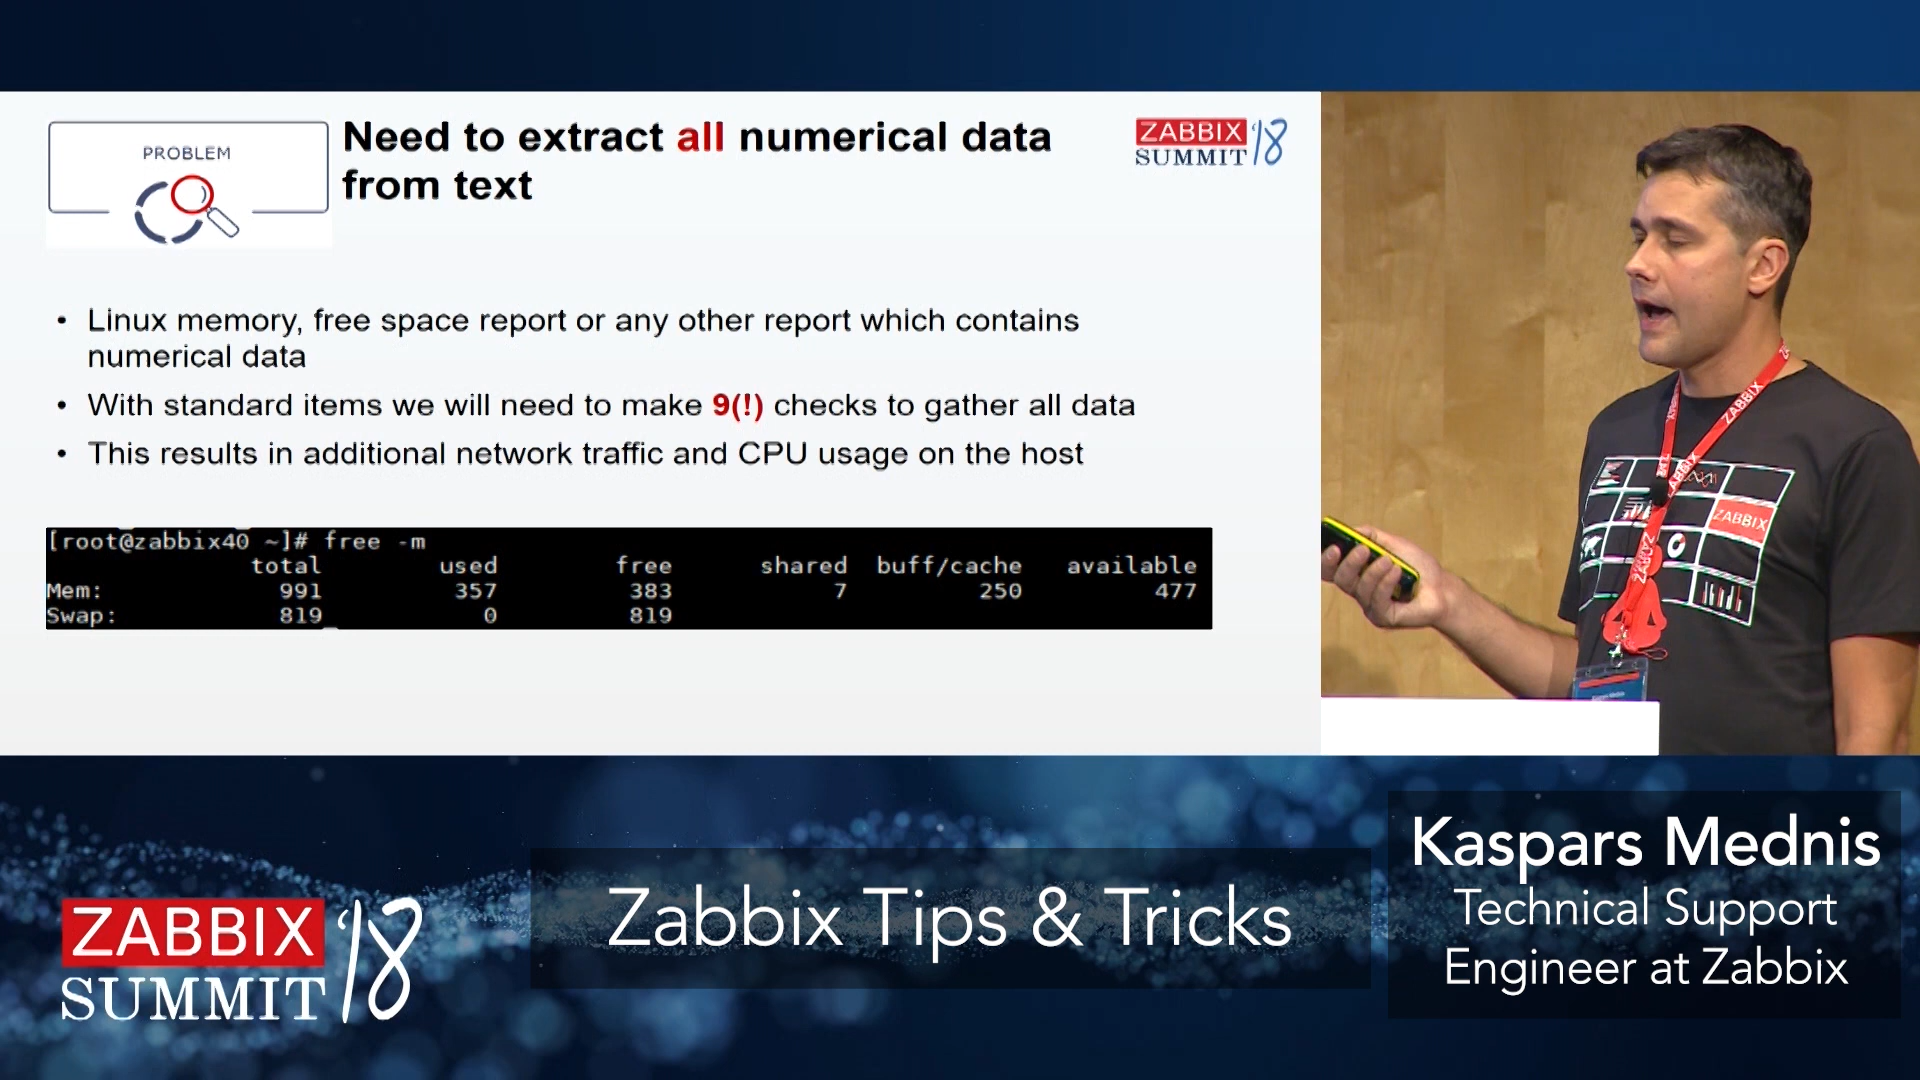 PROBLEM
Need to extract all numerical data
from text
ZABBIX
SUMMIT '18
• Linux memory, free space report or any other report which contains
numerical data
• With standard items we will need to make 9(!) checks to gather all data
• This results in additional network traffic and CPU usage on the host
[root@zabbix40 ~]# free -m
total used free shared buff/cache available
Mem: 991 357 383 7 250 477
Swap: 819 0 819
ZABBIX
ZABBIX
ZABBIX
ZABBIX
SUMMIT '18
Zabbix Tips & Tricks
Kaspars Mednis
Technical Support
Engineer at Zabbix